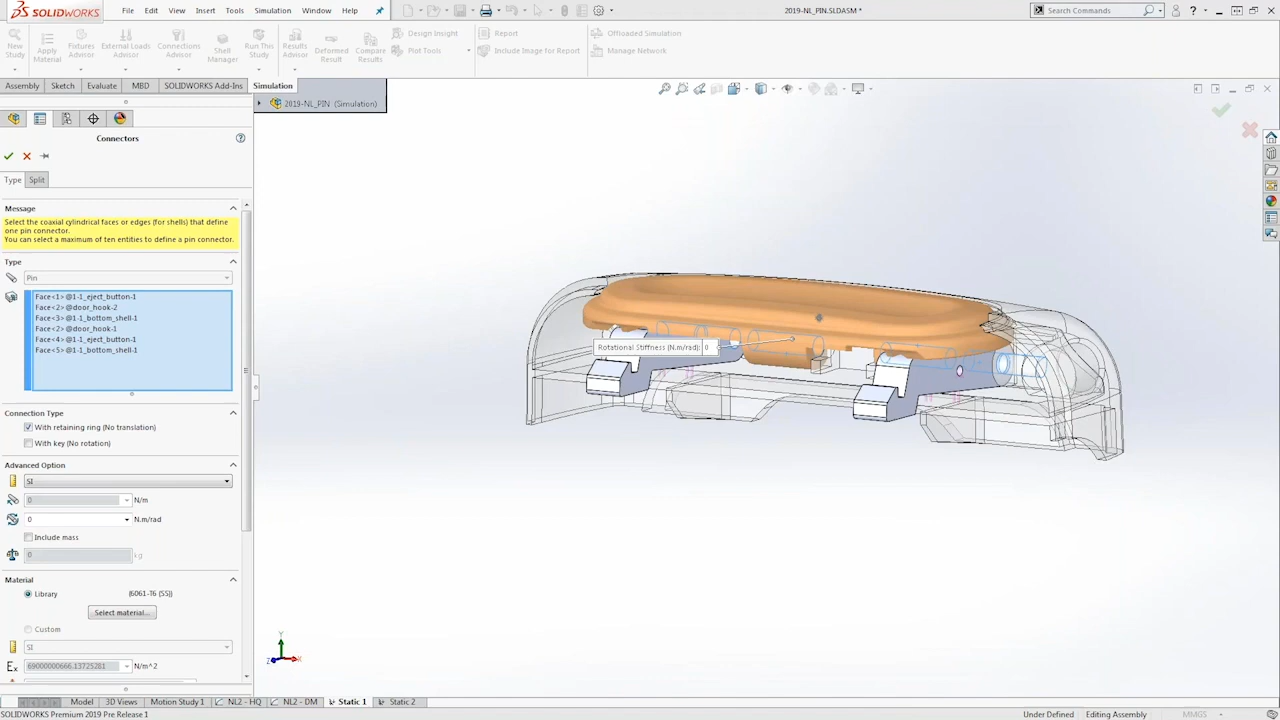 SOLIDWORKS
File Edit View Insert Tools Simulation Window Help
2019-NL_PIN.SLDASM *
Search Commands
New Study
Apply Material
Fixtures Advisor
External Loads Advisor
Connections Advisor
Shell Manager
Run This Study
Results Advisor
Deformed Result
Compare Results
Design Insight
Plot Tools
Report
Include Image for Report
Offloaded Simulation
Manage Network
Assembly Sketch Evaluate MBD SOLIDWORKS Add-Ins Simulation
2019-NL_PIN (Simulation)
Connectors
Type Split
Message
Select the coaxial cylindrical faces or edges (for shells) that define
one pin connector.
You can select a maximum of ten entities to define a pin connector.
Type
Pin
Face<1>@1-1_eject_button-1
Face<2>@door_hook-2
Face<3>@1-1_bottom_shell-1
Face<2>@door_hook-1
Face<4>@1-1_eject_button-1
Face<5>@1-1_bottom_shell-1
Rotational Stiffness (N.m/rad): 0
Connection Type
With retaining ring (No translation)
With key (No rotation)
Advanced Option
SI
0 N/m
0 N.m/rad
Include mass
0 kg
Material
Library (6061-T6 (SS))
Select material...
Custom
SI
Ex 69000000666.13725281 N/m^2
Y
X
Z
Model 3D Views Motion Study 1 NL2 - HQ NL2 - DM Static 1 Static 2
SOLIDWORKS Premium 2019 Pre Release 1
Under Defined Editing Assembly MMGS